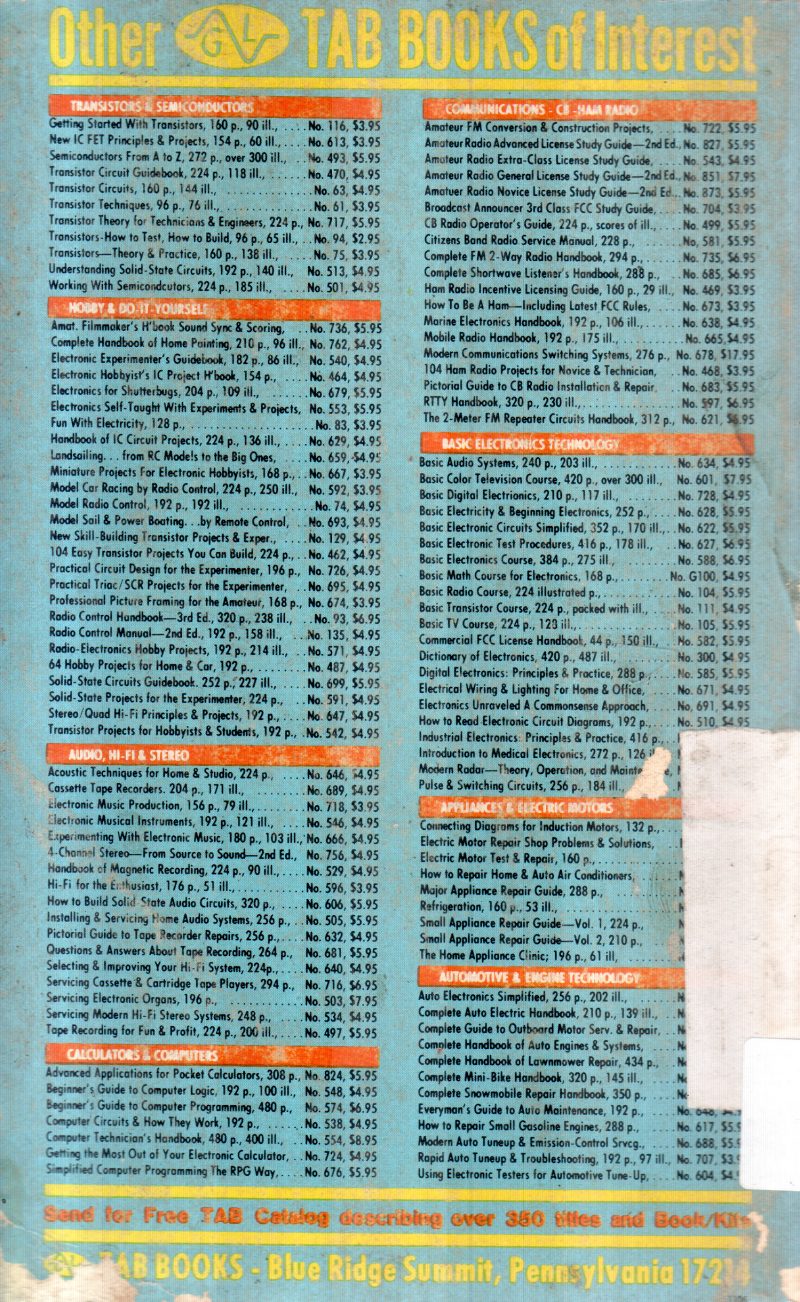 Other GL TAB BOOKS of Interest
TRANSISTORS & SEMICONDUCTORS
Getting Started With Transistors, 160 p., 90 ill., . . . . No. 116, $3.95
New IC FET Principles & Projects, 154 p., 60 ill., . . . . No. 613, $3.95
Semiconductors From A to Z, 272 p., over 300 ill., . . . . No. 493, $5.95
Transistor Circuit Guidebook, 224 p., 118 ill., . . . . . . No. 470, $4.95
Transistor Circuits, 160 p., 144 ill., . . . . . . . . . . . . . No. 63, $4.95
Transistor Techniques, 96 p., 76 ill., . . . . . . . . . . . . . No. 61, $3.95
Transistor Theory for Technicians & Engineers, 224 p., No. 717, $5.95
Transistors-How to Test, How to Build, 96 p., 65 ill., . . No. 94, $2.95
Transistors—Theory & Practice, 160 p., 138 ill., . . . . . No. 75, $3.95
Understanding Solid-State Circuits, 192 p., 140 ill., . . No. 513, $4.95
Working With Semicondcutors, 224 p., 185 ill., . . . . . No. 501, $4.95
HOBBY & DO-IT-YOURSELF
Amat. Filmmaker's H'book Sound Sync & Scoring, . . No. 736, $5.95
Complete Handbook of Home Painting, 210 p., 96 ill., No. 762, $4.95
Electronic Experimenter's Guidebook, 182 p., 86 ill., . No. 540, $4.95
Electronic Hobbyist's IC Project H'book, 154 p., . . . . No. 464, $4.95
Electronics for Shutterbugs, 204 p., 109 ill., . . . . . . . No. 679, $5.95
Electronics Self-Taught With Experiments & Projects, No. 553, $5.95
Fun With Electricity, 128 p., . . . . . . . . . . . . . . . . . No. 83, $3.95
Handbook of IC Circuit Projects, 224 p., 136 ill., . . . . No. 629, $4.95
Landsailing. . . from RC Models to the Big Ones, . . . No. 659, $4.95
Miniature Projects For Electronic Hobbyists, 168 p., . . No. 667, $3.95
Model Car Racing by Radio Control, 224 p., 250 ill., . No. 592, $3.95
Model Radio Control, 192 p., 192 ill., . . . . . . . . . . . . No. 74, $4.95
Model Sail & Power Boating. . .by Remote Control, . No. 693, $4.95
New Skill-Building Transistor Projects & Exper., . . . . No. 129, $4.95
104 Easy Transistor Projects You Can Build, 224 p., . . No. 462, $4.95
Practical Circuit Design for the Experimenter, 196 p., No. 726, $4.95
Practical Triac/SCR Projects for the Experimenter, . . No. 695, $4.95
Professional Picture Framing for the Amateur, 168 p., No. 674, $3.95
Radio Control Handbook—3rd Ed., 320 p., 238 ill., . . . No. 93, $6.95
Radio Control Manual—2nd Ed., 192 p., 158 ill., . . . No. 135, $4.95
Radio-Electronics Hobby Projects, 192 p., 214 ill., . . . No. 571, $4.95
64 Hobby Projects for Home & Car, 192 p., . . . . . . . No. 487, $4.95
Solid-State Circuits Guidebook. 252 p., 227 ill., . . . . No. 699, $5.95
Solid-State Projects for the Experimenter, 224 p., . . . No. 591, $4.95
Stereo/Quad Hi-Fi Principles & Projects, 192 p., . . . . No. 647, $4.95
Transistor Projects for Hobbyists & Students, 192 p., . No. 542, $4.95
AUDIO, HI-FI & STEREO
Acoustic Techniques for Home & Studio, 224 p., . . . . No. 646, $4.95
Cassette Tape Recorders. 204 p., 171 ill., . . . . . . . . No. 689, $4.95
Electronic Music Production, 156 p., 79 ill., . . . . . . . No. 718, $3.95
Electronic Musical Instruments, 192 p., 121 ill., . . . . No. 546, $4.95
Experimenting With Electronic Music, 180 p., 103 ill., No. 666, $4.95
4-Channel Stereo—From Source to Sound—2nd Ed., No. 756, $4.95
Handbook of Magnetic Recording, 224 p., 90 ill., . . . No. 529, $4.95
Hi-Fi for the Enthusiast, 176 p., 51 ill., . . . . . . . . . . No. 596, $3.95
How to Build Solid-State Audio Circuits, 320 p., . . . . No. 606, $5.95
Installing & Servicing Home Audio Systems, 256 p., . . No. 505, $5.95
Pictorial Guide to Tape Recorder Repairs, 256 p., . . . No. 632, $4.95
Questions & Answers About Tape Recording, 264 p., No. 681, $5.95
Selecting & Improving Your Hi-Fi System, 224p., . . . . No. 640, $4.95
Servicing Cassette & Cartridge Tape Players, 294 p., . No. 716, $6.95
Servicing Electronic Organs, 196 p., . . . . . . . . . . . No. 503, $7.95
Servicing Modern Hi-Fi Stereo Systems, 248 p., . . . . No. 534, $4.95
Tape Recording for Fun & Profit, 224 p., 200 ill., . . . . No. 497, $5.95
CALCULATORS & COMPUTERS
Advanced Applications for Pocket Calculators, 308 p., No. 824, $5.95
Beginner's Guide to Computer Logic, 192 p., 100 ill., No. 548, $4.95
Beginner's Guide to Computer Programming, 480 p., No. 574, $6.95
Computer Circuits & How They Work, 192 p., . . . . . No. 538, $4.95
Computer Technician's Handbook, 480 p., 400 ill., . . . No. 554, $8.95
Getting the Most Out of Your Electronic Calculator, . . No. 724, $4.95
Simplified Computer Programming The RPG Way, . . . No. 676, $5.95
COMMUNICATIONS - CB - HAM RADIO
Amateur FM Conversion & Construction Projects, . . . No. 722, $5.95
Amateur Radio Advanced License Study Guide—2nd Ed., No. 827, $5.95
Amateur Radio Extra-Class License Study Guide, . . . No. 543, $4.95
Amateur Radio General License Study Guide—2nd Ed., No. 851, $7.95
Amatuer Radio Novice License Study Guide—2nd Ed. . No. 873, $5.95
Broadcast Announcer 3rd Class FCC Study Guide, . . . No. 704, $3.95
CB Radio Operator's Guide, 224 p., scores of ill., . . . No. 499, $5.95
Citizens Band Radio Service Manual, 228 p., . . . . . No, 581, $5.95
Complete FM 2-Way Radio Handbook, 294 p., . . . . No. 735, $6.95
Complete Shortwave Listener's Handbook, 288 p., . . No. 685, $6.95
Ham Radio Incentive Licensing Guide, 160 p., 29 ill., No. 469, $3.95
How To Be A Ham—Including Latest FCC Rules, . . . . No. 673, $3.95
Marine Electronics Handbook, 192 p., 106 ill., . . . . . No. 638, $4.95
Mobile Radio Handbook, 192 p., 175 ill., . . . . . . . . No. 665, $4.95
Modern Communications Switching Systems, 276 p., No. 678, $17.95
104 Ham Radio Projects for Novice & Technician, . . . No. 468, $3.95
Pictorial Guide to CB Radio Installation & Repair, . . . No. 683, $5.95
RTTY Handbook, 320 p., 230 ill., . . . . . . . . . . . . . No. 597, $6.95
The 2-Meter FM Repeater Circuits Handbook, 312 p., No. 621, $6.95
BASIC ELECTRONICS TECHNOLOGY
Basic Audio Systems, 240 p., 203 ill., . . . . . . . . . . . No. 634, $4.95
Basic Color Television Course, 420 p., over 300 ill., . No. 601, $7.95
Basic Digital Electrionics, 210 p., 117 ill., . . . . . . . . No. 728, $4.95
Basic Electricity & Beginning Electronics, 252 p., . . . No. 628, $5.95
Basic Electronic Circuits Simplified, 352 p., 170 ill., . . No. 622, $5.95
Basic Electronic Test Procedures, 416 p., 178 ill., . . . No. 627, $6.95
Basic Electronics Course, 384 p., 275 ill., . . . . . . . . No. 588, $6.95
Basic Math Course for Electronics, 168 p., . . . . . . . No. G100, $4.95
Basic Radio Course, 224 illustrated p., . . . . . . . . . . No. 104, $5.95
Basic Transistor Course, 224 p., packed with ill., . . . No. 111, $4.95
Basic TV Course, 224 p., 123 ill., . . . . . . . . . . . . . No. 105, $5.95
Commercial FCC License Handbook, 44 p., 150 ill., . . No. 582, $5.95
Dictionary of Electronics, 420 p., 487 ill., . . . . . . . . No. 300, $4.95
Digital Electronics: Principles & Practice, 288 p., . . . No. 585, $5.95
Electrical Wiring & Lighting For Home & Office, . . . . No. 671, $4.95
Electronics Unraveled A Commonsense Approach, . . . No. 691, $4.95
How to Read Electronic Circuit Diagrams, 192 p., . . . No. 510, $4.95
Industrial Electronics: Principles & Practice, 416 p., . .
Introduction to Medical Electronics, 272 p., 126
Modern Radar—Theory, Operation, and
Pulse & Switching Circuits, 256 p., 184 ill., . . .
APPLIANCES & ELECTRIC MOTORS
Connecting Diagrams for Induction Motors, 132 p., . . .
Electric Motor Repair Shop Problems & Solutions,
Electric Motor Test & Repair, 160 p., . . . . . . . . . .
How to Repair Home & Auto Air Conditioners,
Major Appliance Repair Guide, 288 p., . . . . . . . . .
Refrigeration, 160 p., 53 ill., . . . . . . . . . . . . . . .
Small Appliance Repair Guide—Vol. 1, 224 p., . . . .
Small Appliance Repair Guide—Vol. 2, 210 p., . . . .
The Home Appliance Clinic; 196 p., 61 ill,
AUTOMOTIVE & ENGINE TECHNOLOGY
Auto Electronics Simplified, 256 p., 202 ill., . . . . . .
Complete Auto Electric Handbook, 210 p., 139 ill., . . .
Complete Guide to Outboard Motor Serv. & Repair, . .
Complete Handbook of Auto Engines & Systems,
Complete Handbook of Lawnmower Repair, 434 p., . .
Complete Mini-Bike Handbook, 320 p., 145 ill., . . . .
Complete Snowmobile Repair Handbook, 350 p., . . .
Everyman's Guide to Auto Maintenance, 192 p., . . . No. 648,
How to Repair Small Gasoline Engines, 288 p., . . . . No. 617,
Modern Auto Tuneup & Emission-Control Srvcg., . . . No. 688,
Rapid Auto Tuneup & Troubleshooting, 192 p., 97 ill., No. 707,
Using Electronic Testers for Automotive Tune-Up, . . . No. 604,
Send for Free TAB Catalog describing over 350 titles and Book/Kits
TAB BOOKS - Blue Ridge Summit, Pennsylvania